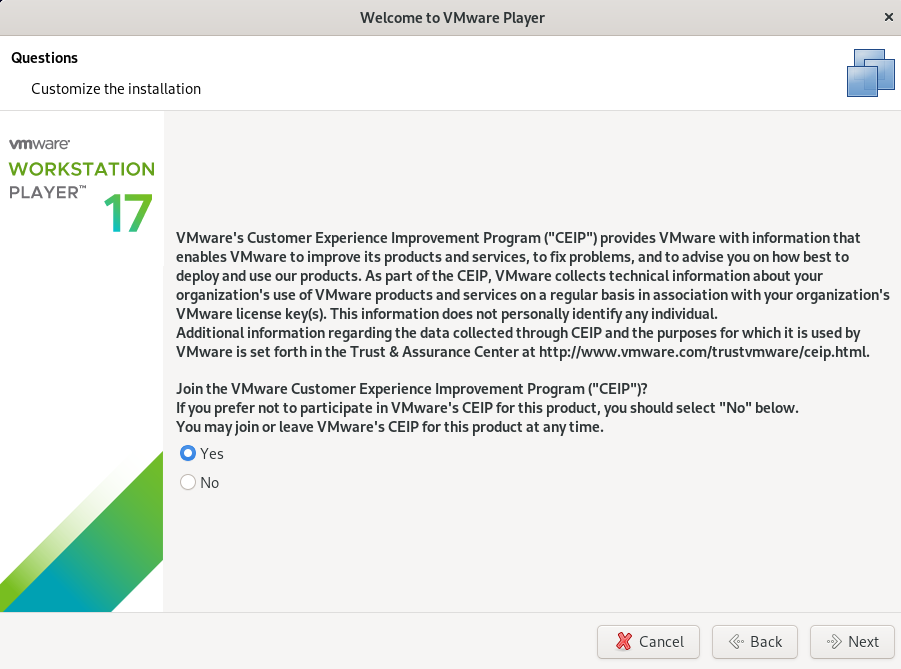 Welcome to VMware Player
Questions
Customize the installation
vmware®
WORKSTATION
PLAYER™
17
VMware's Customer Experience Improvement Program ("CEIP") provides VMware with information that
enables VMware to improve its products and services, to fix problems, and to advise you on how best to
deploy and use our products. As part of the CEIP, VMware collects technical information about your
organization's use of VMware products and services on a regular basis in association with your organization's
VMware license key(s). This information does not personally identify any individual.
Additional information regarding the data collected through CEIP and the purposes for which it is used by
VMware is set forth in the Trust & Assurance Center at http://www.vmware.com/trustvmware/ceip.html.
Join the VMware Customer Experience Improvement Program ("CEIP")?
If you prefer not to participate in VMware's CEIP for this product, you should select "No" below.
You may join or leave VMware's CEIP for this product at any time.
Yes
No
Cancel
Back
Next